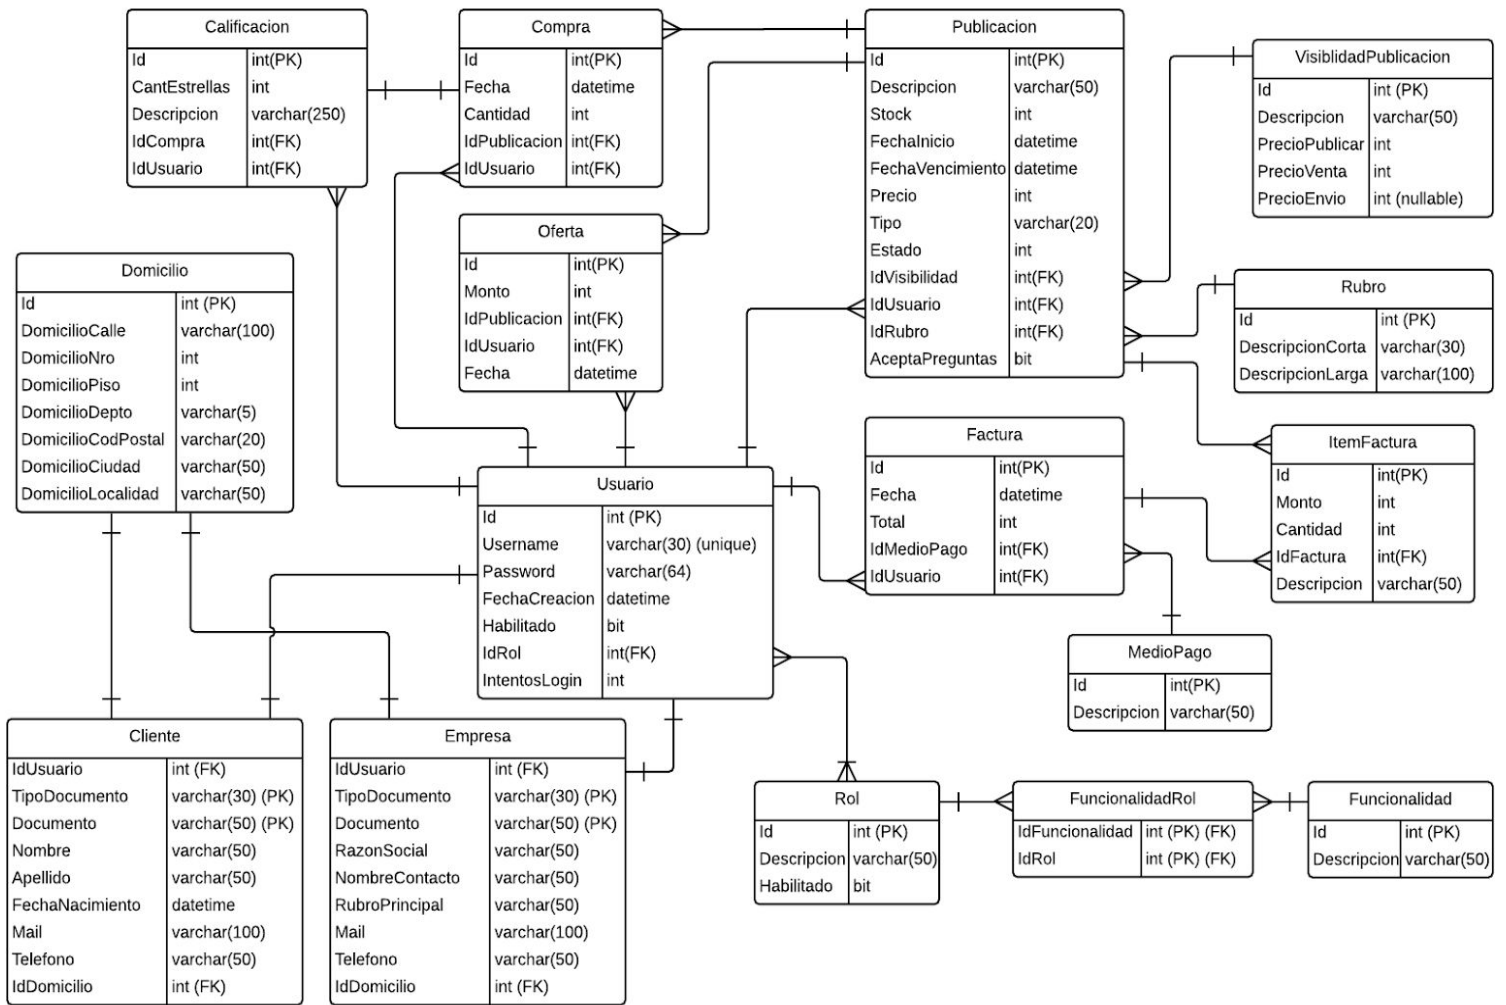 Calificacion
Id int(PK)
CantEstrellas int
Descripcion varchar(250)
IdCompra int(FK)
IdUsuario int(FK)
Compra
Id int(PK)
Fecha datetime
Cantidad int
IdPublicacion int(FK)
IdUsuario int(FK)
Publicacion
Id int(PK)
Descripcion varchar(50)
Stock int
FechaInicio datetime
FechaVencimiento datetime
Precio int
Tipo varchar(20)
Estado int
IdVisibilidad int(FK)
IdUsuario int(FK)
IdRubro int(FK)
AceptaPreguntas bit
VisiblidadPublicacion
Id int (PK)
Descripcion varchar(50)
PrecioPublicar int
PrecioVenta int
PrecioEnvio int (nullable)
Oferta
Id int(PK)
Monto int
IdPublicacion int(FK)
IdUsuario int(FK)
Fecha datetime
Domicilio
Id int (PK)
DomicilioCalle varchar(100)
DomicilioNro int
DomicilioPiso int
DomicilioDepto varchar(5)
DomicilioCodPostal varchar(20)
DomicilioCiudad varchar(50)
DomicilioLocalidad varchar(50)
Rubro
Id int (PK)
DescripcionCorta varchar(30)
DescripcionLarga varchar(100)
Usuario
Id int (PK)
Username varchar(30) (unique)
Password varchar(64)
FechaCreacion datetime
Habilitado bit
IdRol int(FK)
IntentosLogin int
Factura
Id int(PK)
Fecha datetime
Total int
IdMedioPago int(FK)
IdUsuario int(FK)
ItemFactura
Id int(PK)
Monto int
Cantidad int
IdFactura int(FK)
Descripcion varchar(50)
MedioPago
Id int(PK)
Descripcion varchar(50)
Cliente
IdUsuario int (FK)
TipoDocumento varchar(30) (PK)
Documento varchar(50) (PK)
Nombre varchar(50)
Apellido varchar(50)
FechaNacimiento datetime
Mail varchar(100)
Telefono varchar(50)
IdDomicilio int (FK)
Empresa
IdUsuario int (FK)
TipoDocumento varchar(30) (PK)
Documento varchar(50) (PK)
RazonSocial varchar(50)
NombreContacto varchar(50)
RubroPrincipal varchar(50)
Mail varchar(100)
Telefono varchar(50)
IdDomicilio int (FK)
Rol
Id int (PK)
Descripcion varchar(50)
Habilitado bit
FuncionalidadRol
IdFuncionalidad int (PK) (FK)
IdRol int (PK) (FK)
Funcionalidad
Id int (PK)
Descripcion varchar(50)